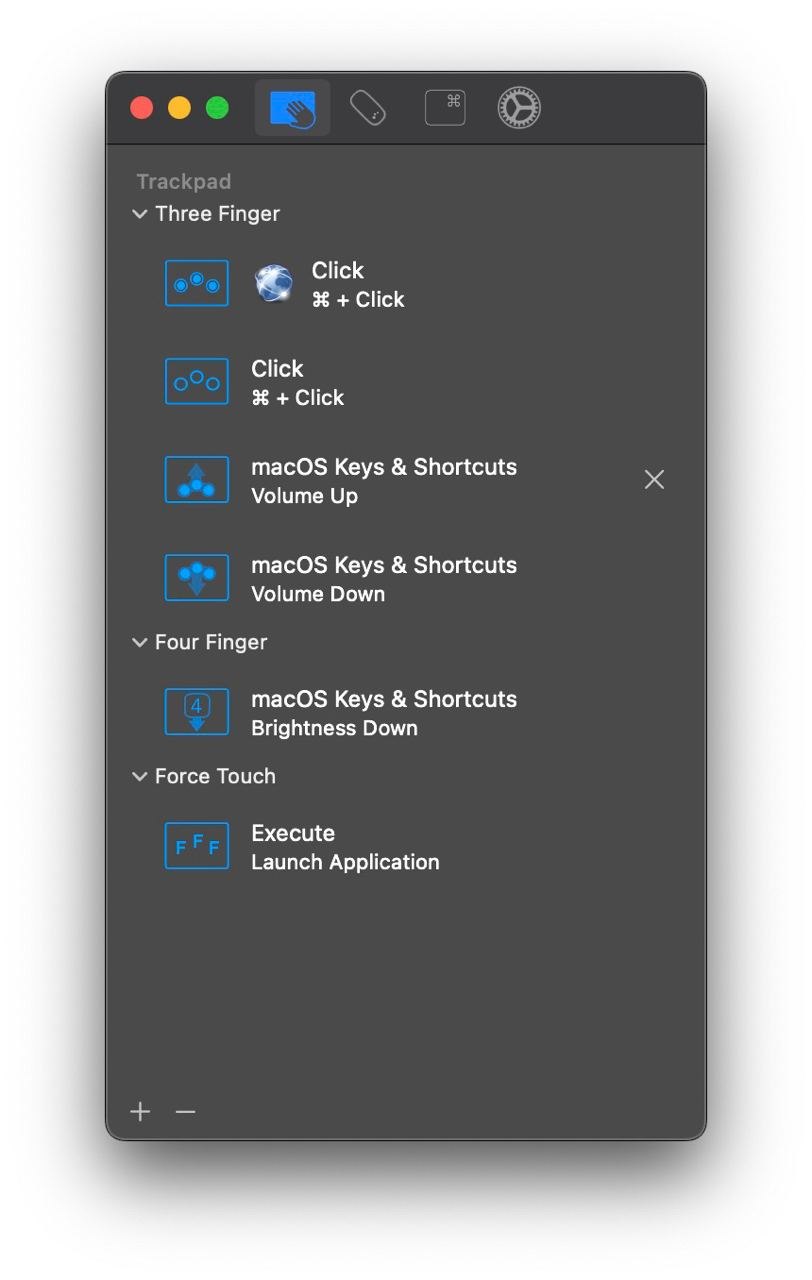 ⌘
Trackpad
Three Finger
Click
⌘ + Click
Click
⌘ + Click
macOS Keys & Shortcuts
Volume Up
macOS Keys & Shortcuts
Volume Down
Four Finger
4
macOS Keys & Shortcuts
Brightness Down
Force Touch
F F F
Execute
Launch Application